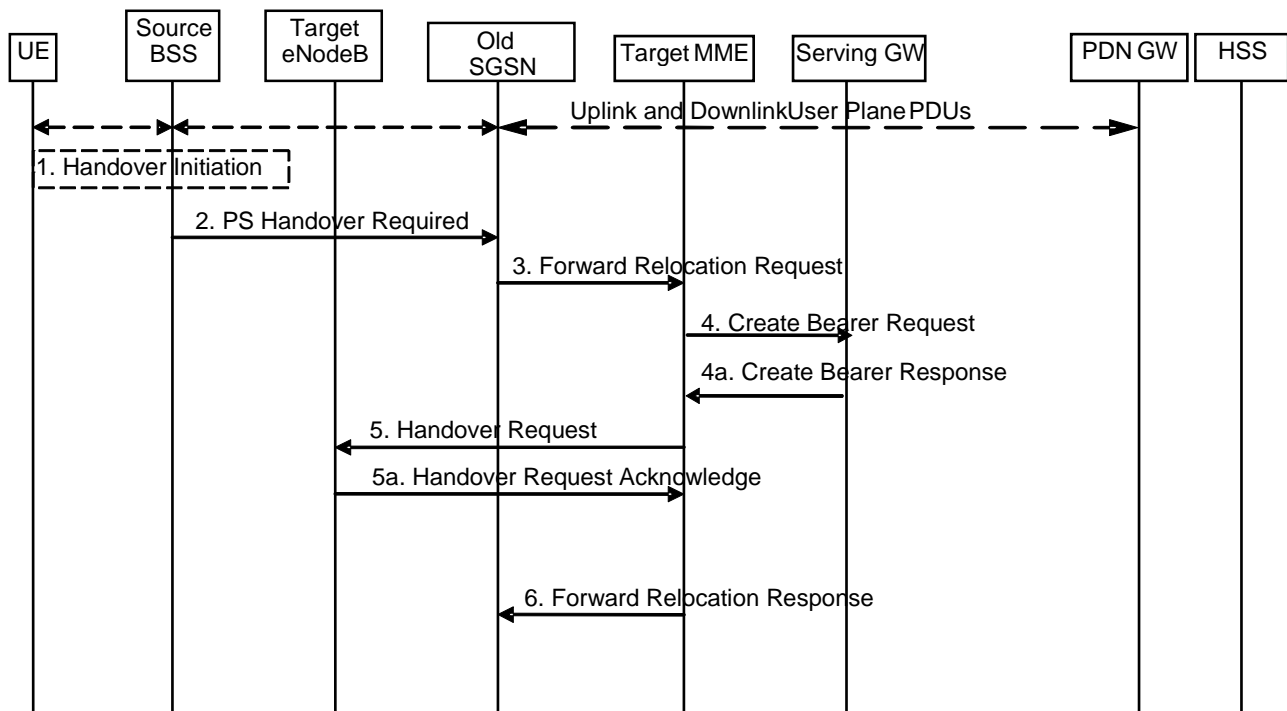 UE
Source
BSS
Target
eNodeB
Old
SGSN
Target MME
Serving GW
PDN GW
HSS
Uplink and DownlinkUser Plane PDUs
1. Handover Initiation
2. PS Handover Required
3. Forward Relocation Request
4. Create Bearer Request
4a. Create Bearer Response
5. Handover Request
5a. Handover Request Acknowledge
6. Forward Relocation Response